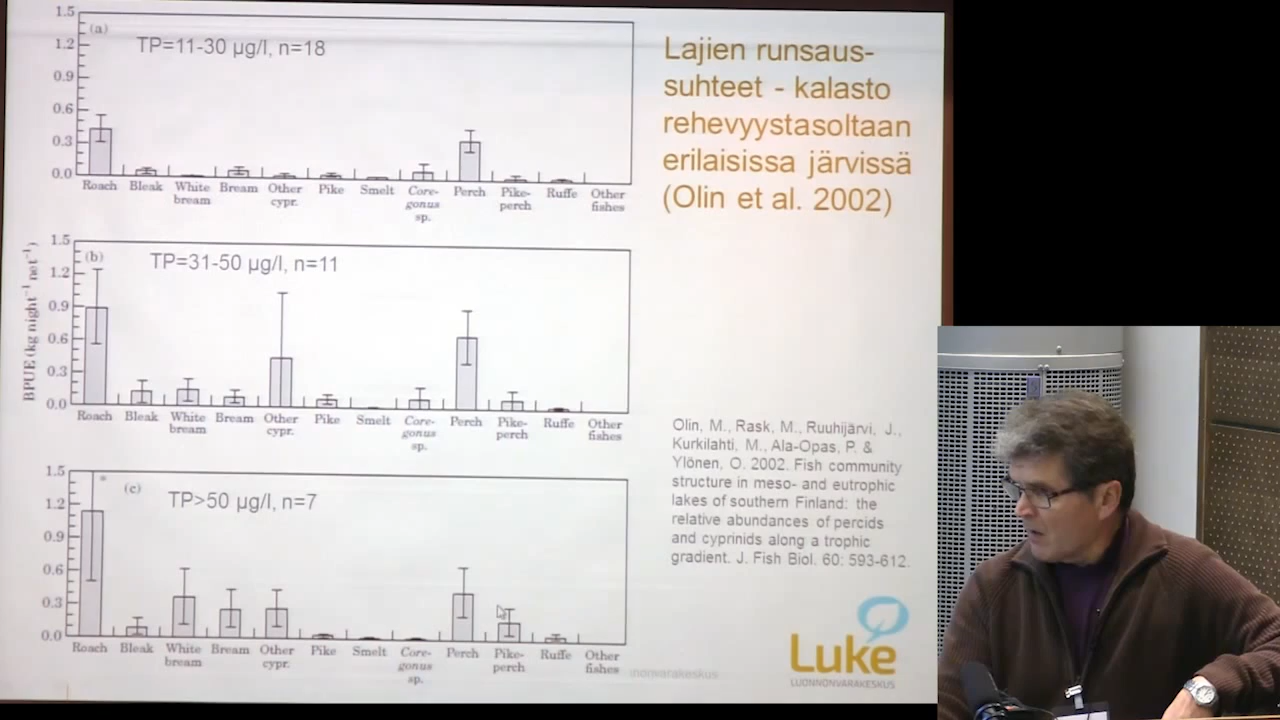 1.5
(a)
TP=11-30 µg/l, n=18
1.2
0.9
0.6
0.3
0.0
Roach Bleak White bream Bream Other cypr. Pike Smelt Core-gonus sp. Perch Pike-perch Ruffe Other fishes
BPUE (kg night⁻¹ net⁻¹)
1.5
(b)
TP=31-50 µg/l, n=11
1.2
0.9
0.6
0.3
0.0
Roach Bleak White bream Bream Other cypr. Pike Smelt Core-gonus sp. Perch Pike-perch Ruffe Other fishes
1.5
*
(c)
TP>50 µg/l, n=7
1.2
0.9
0.6
0.3
0.0
Roach Bleak White bream Bream Other cypr. Pike Smelt Core-gonus sp. Perch Pike-perch Ruffe Other fishes
Lajien runsaus-
suhteet - kalasto
rehevyystasoltaan
erilaisissa järvissä
(Olin et al. 2002)
Olin, M., Rask, M., Ruuhijärvi, J.,
Kurkilahti, M., Ala-Opas, P. &
Ylönen, O. 2002. Fish community
structure in meso- and eutrophic
lakes of southern Finland: the
relative abundances of percids
and cyprinids along a trophic
gradient. J. Fish Biol. 60: 593-612.
Luke
LUONNONVARAKESKUS